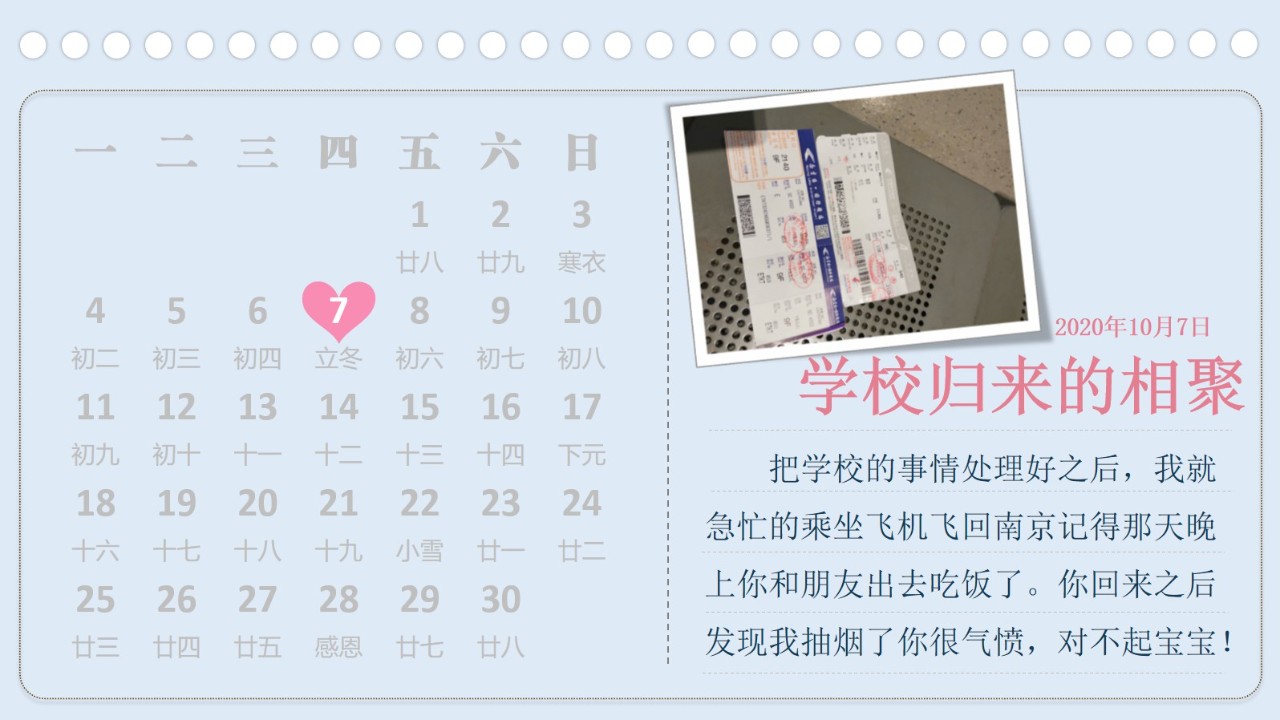 一 二 三 四 五 六 日
1 2 3
廿八 廿九 寒衣
4 5 6 7 8 9 10
初二 初三 初四 立冬 初六 初七 初八
11 12 13 14 15 16 17
初九 初十 十一 十二 十三 十四 下元
18 19 20 21 22 23 24
十六 十七 十八 十九 小雪 廿一 廿二
25 26 27 28 29 30
廿三 廿四 廿五 感恩 廿七 廿八
2020年10月7日
学校归来的相聚
把学校的事情处理好之后，我就
急忙的乘坐飞机飞回南京记得那天晚
上你和朋友出去吃饭了。你回来之后
发现我抽烟了你很气愤，对不起宝宝！